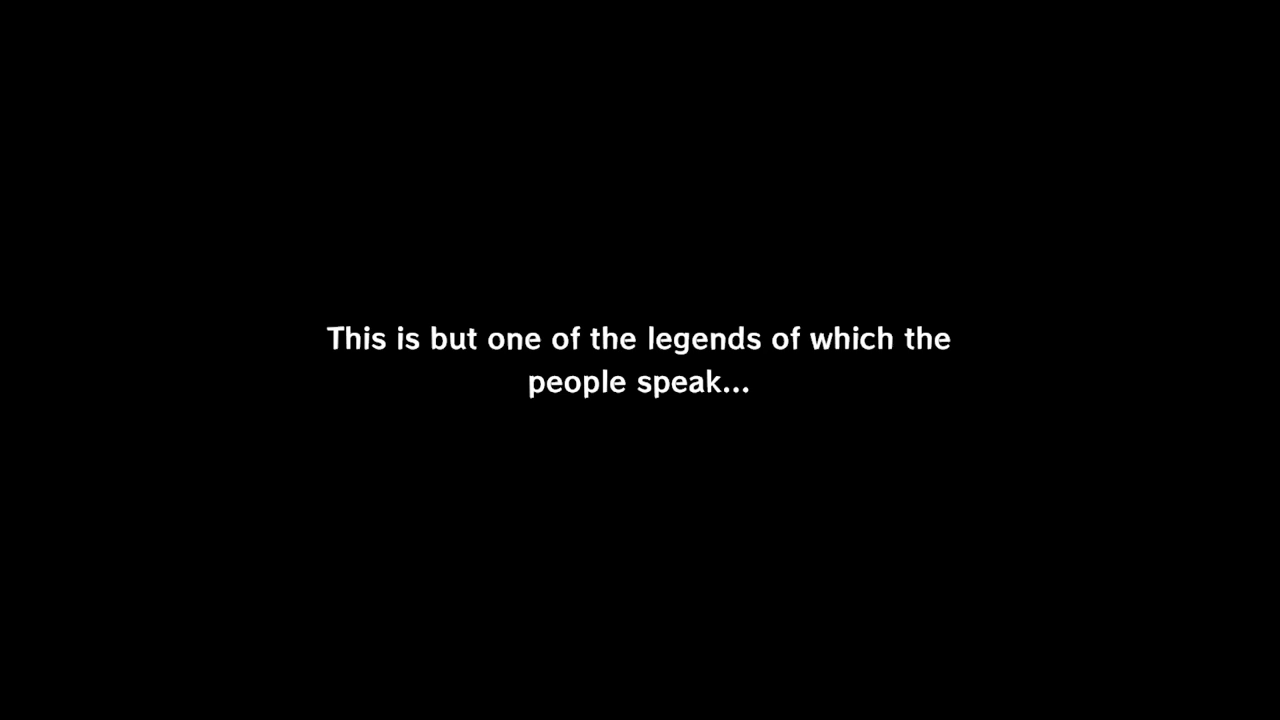 This is but one of the legends of which the
people speak...